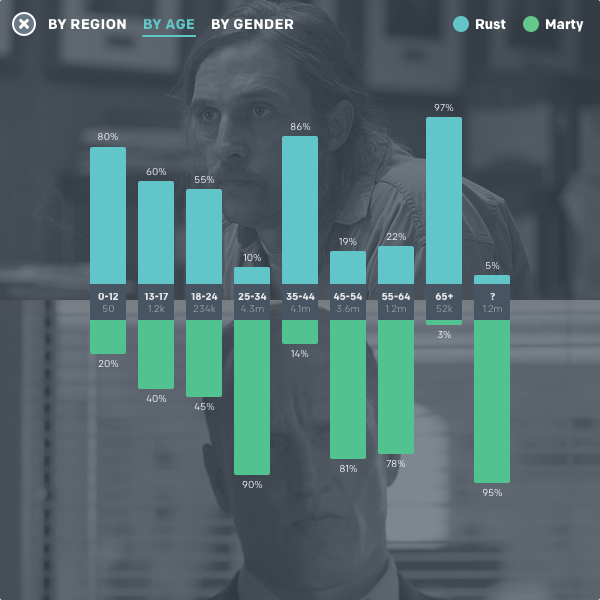 BY REGION BY AGE BY GENDER Rust Marty
80% 60% 55% 10% 86% 19% 22% 97% 5%
0-12 13-17 18-24 25-34 35-44 45-54 55-64 65+ ?
50 1.2k 234k 4.3m 4.1m 3.6m 1.2m 52k 1.2m
20% 40% 45% 90% 14% 81% 78% 3% 95%